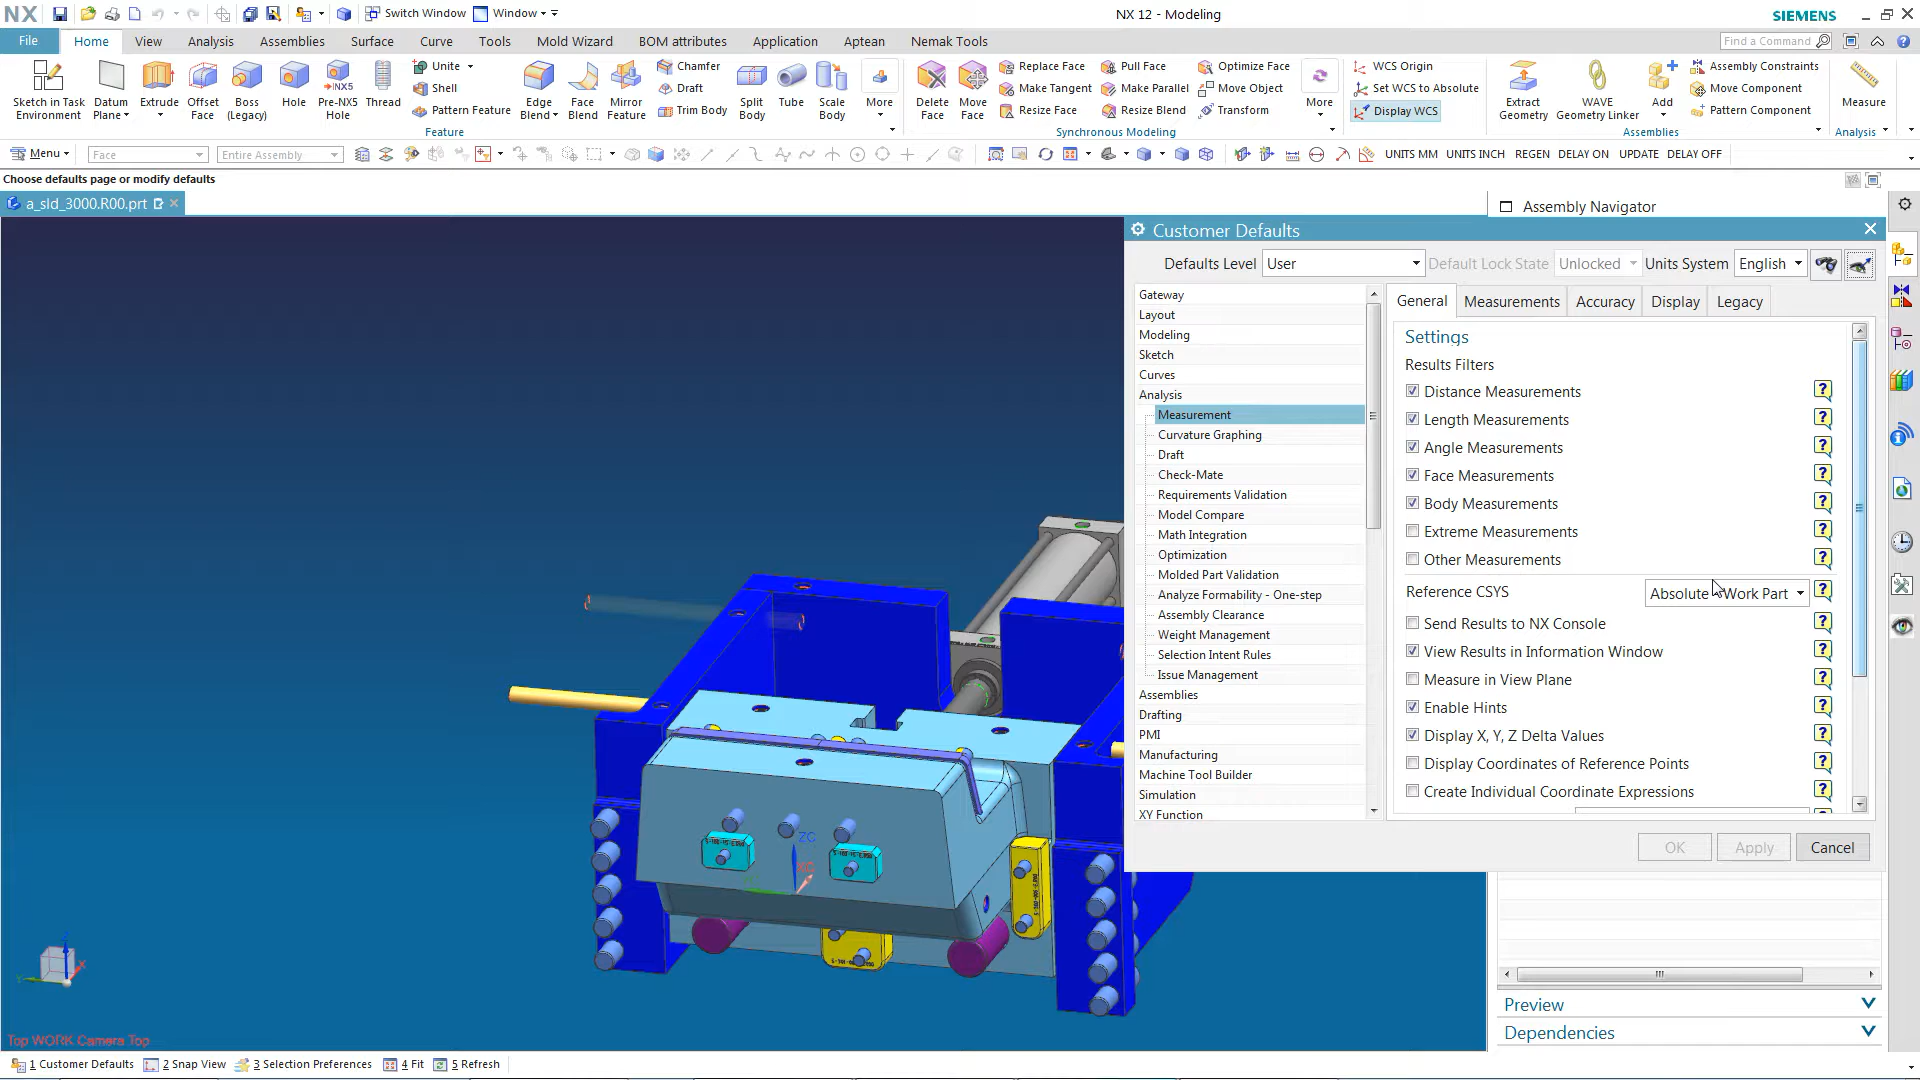 NX Switch Window Window NX 12 - Modeling SIEMENS
File Home View Analysis Assemblies Surface Curve Tools Mold Wizard BOM attributes Application Aptean Nemak Tools Find a Command
Sketch in Task Environment
Datum Plane
Extrude
Offset Face
Boss (Legacy)
Hole
Pre-NX5 Hole
Thread
Unite
Shell
Pattern Feature
Edge Blend
Face Blend
Mirror Feature
Chamfer
Draft
Trim Body
Split Body
Tube
Scale Body
More
Feature
Delete Face
Move Face
Replace Face
Make Tangent
Resize Face
Pull Face
Make Parallel
Resize Blend
Optimize Face
Move Object
Transform
More
Synchronous Modeling
WCS Origin
Set WCS to Absolute
Display WCS
Extract Geometry
WAVE Geometry Linker
Add
Assembly Constraints
Move Component
Pattern Component
Assemblies
Measure
Analysis
Menu Face Entire Assembly UNITS MM UNITS INCH REGEN DELAY ON UPDATE DELAY OFF
Choose defaults page or modify defaults
a_sld_3000.R00.prt
Assembly Navigator
Customer Defaults
Defaults Level User Default Lock State Unlocked Units System English
Gateway
Layout
Modeling
Sketch
Curves
Analysis
Measurement
Curvature Graphing
Draft
Check-Mate
Requirements Validation
Model Compare
Math Integration
Optimization
Molded Part Validation
Analyze Formability - One-step
Assembly Clearance
Weight Management
Selection Intent Rules
Issue Management
Assemblies
Drafting
PMI
Manufacturing
Machine Tool Builder
Simulation
XY Function
General Measurements Accuracy Display Legacy
Settings
Results Filters
Distance Measurements
Length Measurements
Angle Measurements
Face Measurements
Body Measurements
Extreme Measurements
Other Measurements
Reference CSYS Absolute Work Part
Send Results to NX Console
View Results in Information Window
Measure in View Plane
Enable Hints
Display X, Y, Z Delta Values
Display Coordinates of Reference Points
Create Individual Coordinate Expressions
OK Apply Cancel
ZC
Preview
Dependencies
Top WORK Camera Top
1 Customer Defaults 2 Snap View 3 Selection Preferences 4 Fit 5 Refresh